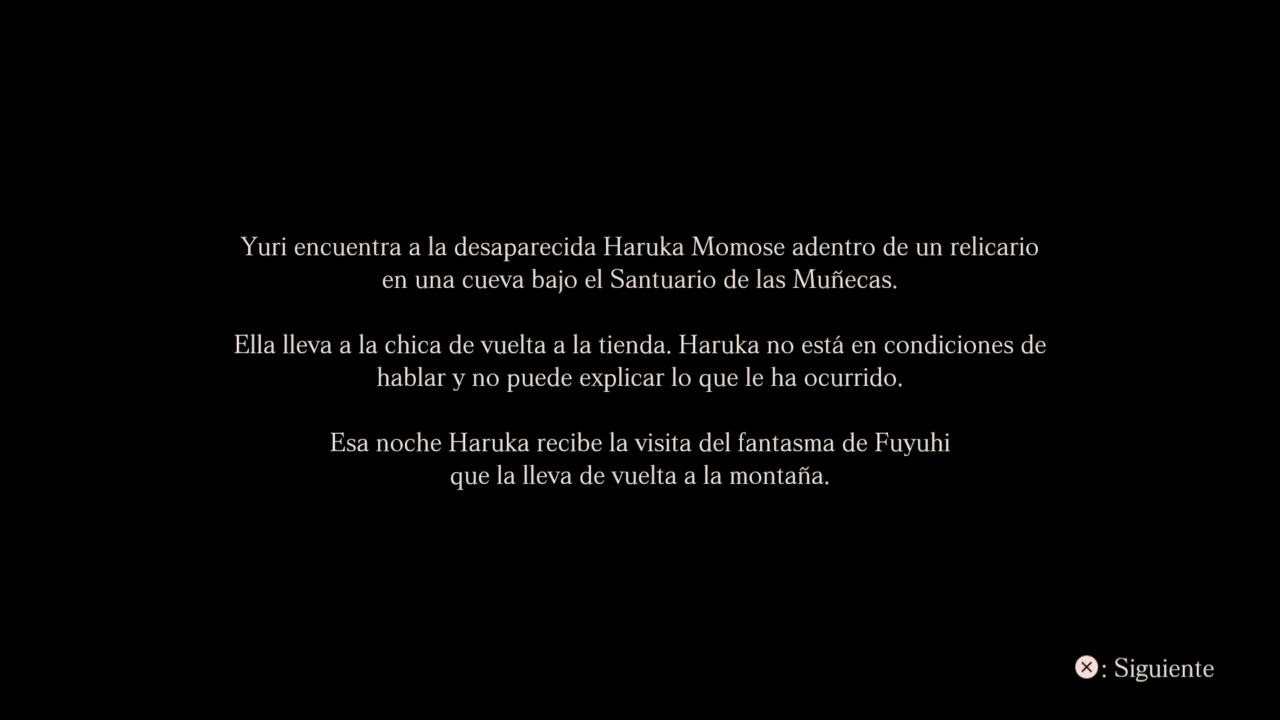 Yuri encuentra a la desaparecida Haruka Momose adentro de un relicario
en una cueva bajo el Santuario de las Muñecas.
Ella lleva a la chica de vuelta a la tienda. Haruka no está en condiciones de
hablar y no puede explicar lo que le ha ocurrido.
Esa noche Haruka recibe la visita del fantasma de Fuyuhi
que la lleva de vuelta a la montaña.
: Siguiente